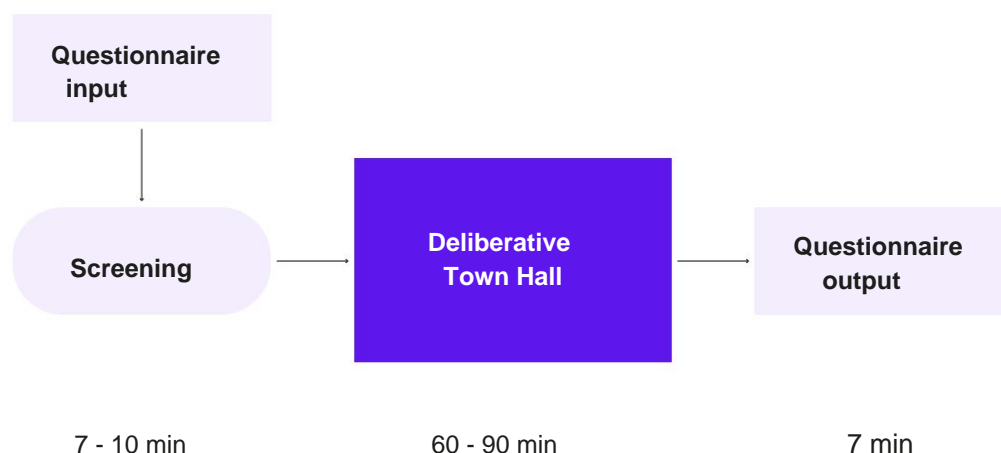 Questionnaire
input
Screening
Deliberative
Town Hall
Questionnaire
output
7 - 10 min
60 - 90 min
7 min